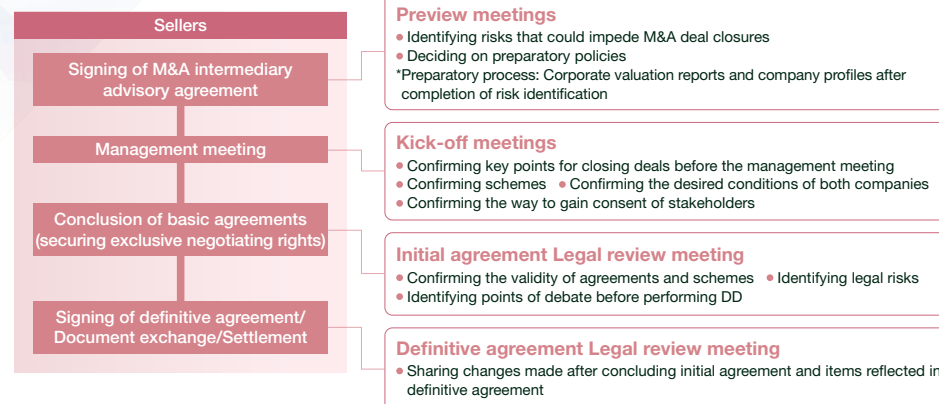 Sellers
Signing of M&A intermediary
advisory agreement
Management meeting
Conclusion of basic agreements
(securing exclusive negotiating rights)
Signing of definitive agreement/
Document exchange/Settlement
Preview meetings
• Identifying risks that could impede M&A deal closures
• Deciding on preparatory policies
*Preparatory process: Corporate valuation reports and company profiles after
completion of risk identification
Kick-off meetings
• Confirming key points for closing deals before the management meeting
• Confirming schemes • Confirming the desired conditions of both companies
• Confirming the way to gain consent of stakeholders
Initial agreement Legal review meeting
• Confirming the validity of agreements and schemes • Identifying legal risks
• Identifying points of debate before performing DD
Definitive agreement Legal review meeting
• Sharing changes made after concluding initial agreement and items reflected in
definitive agreement